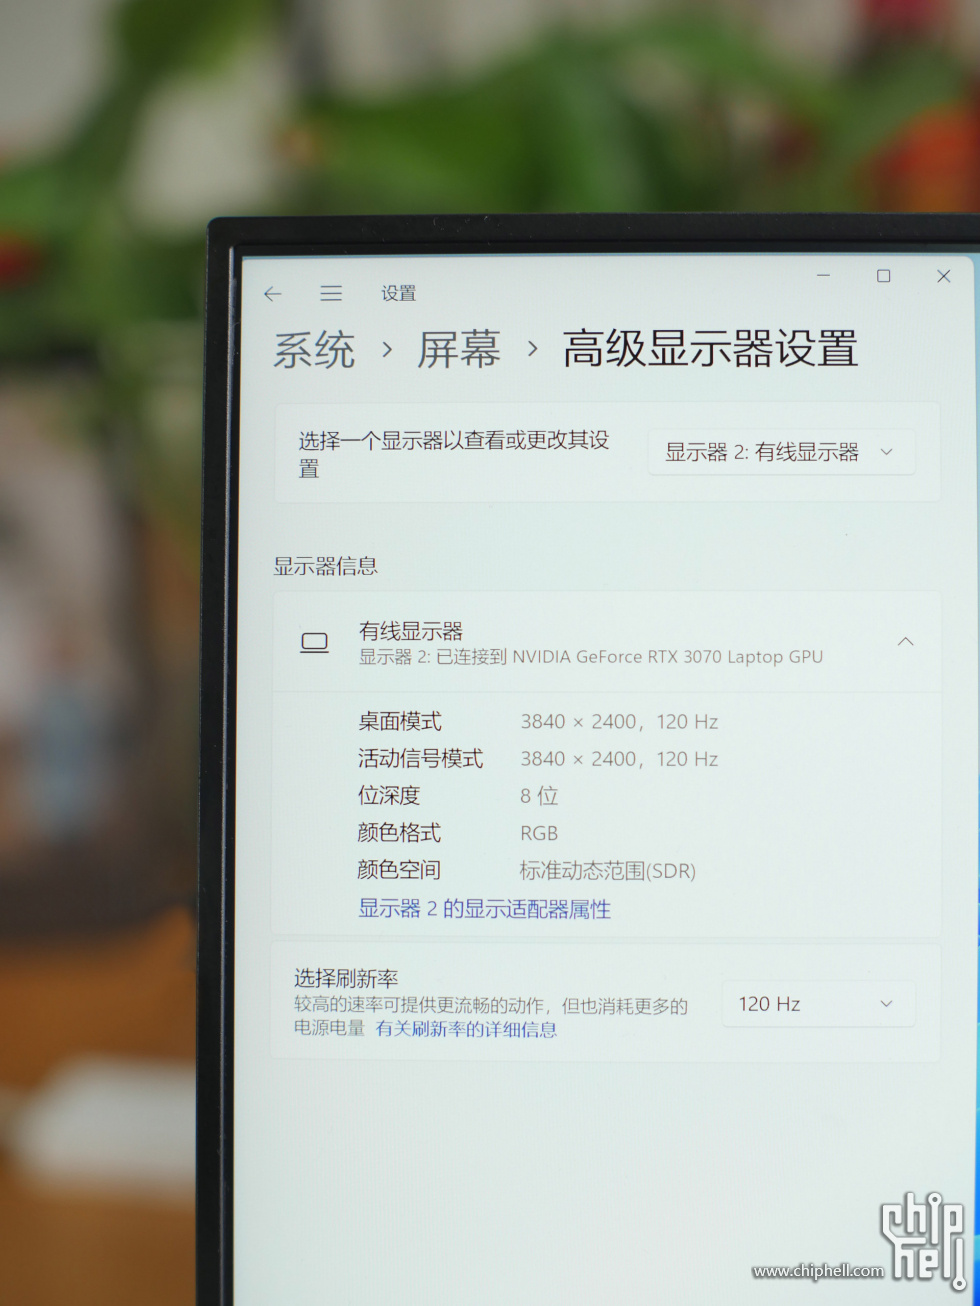 设置
系统 › 屏幕 › 高级显示器设置
选择一个显示器以查看或更改其设
置
显示器 2: 有线显示器
显示器信息
有线显示器
显示器 2: 已连接到 NVIDIA GeForce RTX 3070 Laptop GPU
桌面模式 3840 × 2400，120 Hz
活动信号模式 3840 × 2400，120 Hz
位深度 8 位
颜色格式 RGB
颜色空间 标准动态范围(SDR)
显示器 2 的显示适配器属性
选择刷新率
较高的速率可提供更流畅的动作，但也消耗更多的
电源电量 有关刷新率的详细信息
120 Hz
chip
hell
www.chiphell.com